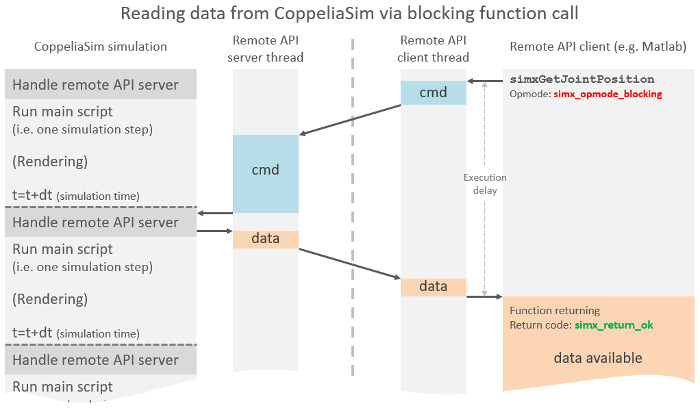 Reading data from CoppeliaSim via blocking function call
CoppeliaSim simulation
Remote API
server thread
Remote API
client thread
Remote API client (e.g. Matlab)
Handle remote API server
Run main script
(i.e. one simulation step)
(Rendering)
t=t+dt (simulation time)
Handle remote API server
Run main script
(i.e. one simulation step)
(Rendering)
t=t+dt (simulation time)
Handle remote API server
Run main script
cmd
data
cmd
data
simxGetJointPosition
Opmode: simx_opmode_blocking
Execution
delay
Function returning
Return code: simx_return_ok
data available